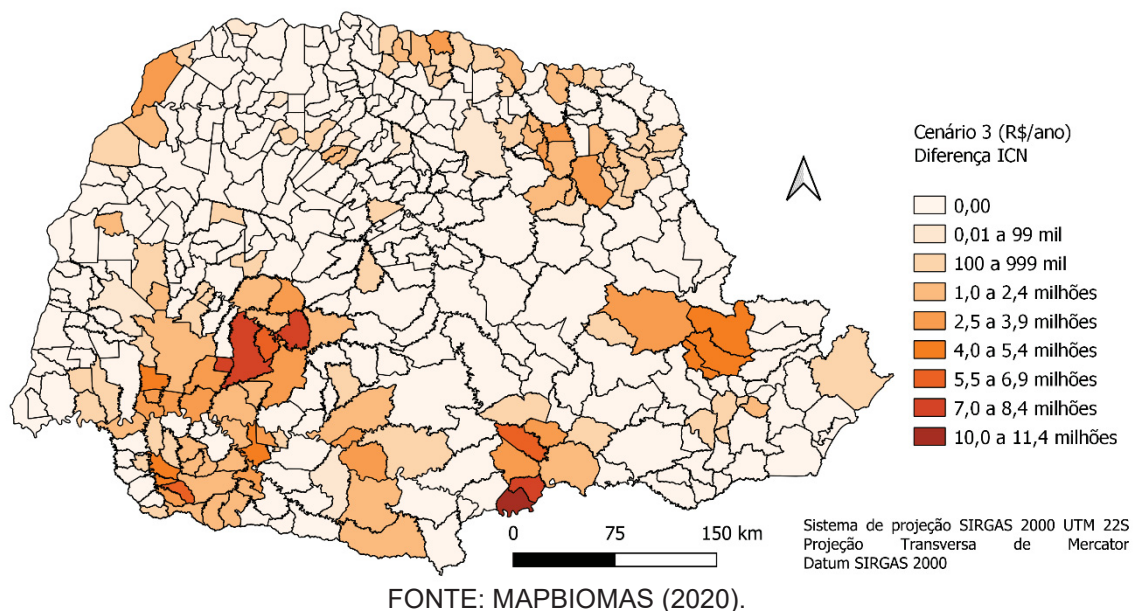 Cenário 3 (R$/ano)
Diferença ICN
0,00
0,01 a 99 mil
100 a 999 mil
1,0 a 2,4 milhões
2,5 a 3,9 milhões
4,0 a 5,4 milhões
5,5 a 6,9 milhões
7,0 a 8,4 milhões
10,0 a 11,4 milhões
0 75 150 km
Sistema de projeção SIRGAS 2000 UTM 22S
Projeção Transversa de Mercator
Datum SIRGAS 2000
FONTE: MAPBIOMAS (2020).